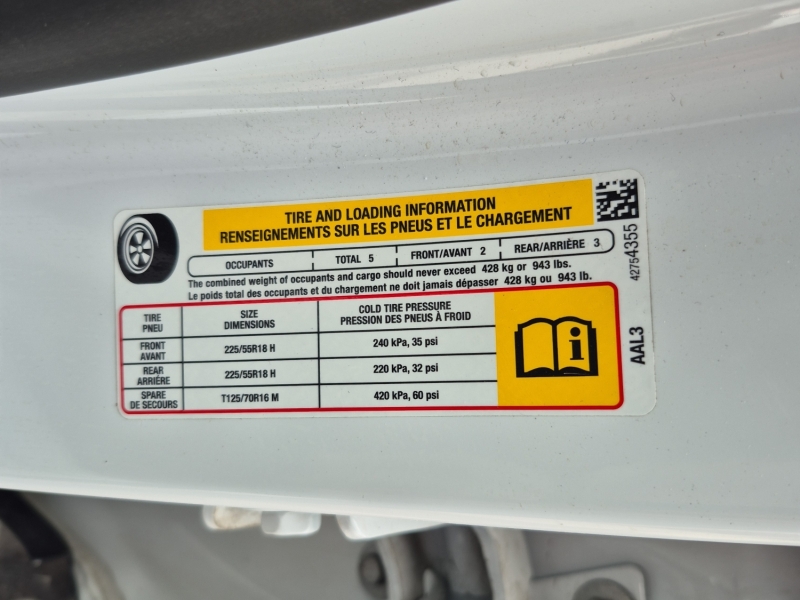 TIRE AND LOADING INFORMATION
RENSEIGNEMENTS SUR LES PNEUS ET LE CHARGEMENT
OCCUPANTS TOTAL 5 FRONT/AVANT 2 REAR/ARRIÈRE 3
The combined weight of occupants and cargo should never exceed 428 kg or 943 lbs.
Le poids total des occupants et du chargement ne doit jamais dépasser 428 kg ou 943 lb.
TIRE PNEU SIZE DIMENSIONS COLD TIRE PRESSURE PRESSION DES PNEUS À FROID
FRONT AVANT 225/55R18 H 240 kPa, 35 psi
REAR ARRIÈRE 225/55R18 H 220 kPa, 32 psi
SPARE DE SECOURS T125/70R16 M 420 kPa, 60 psi
42754355
AAL3